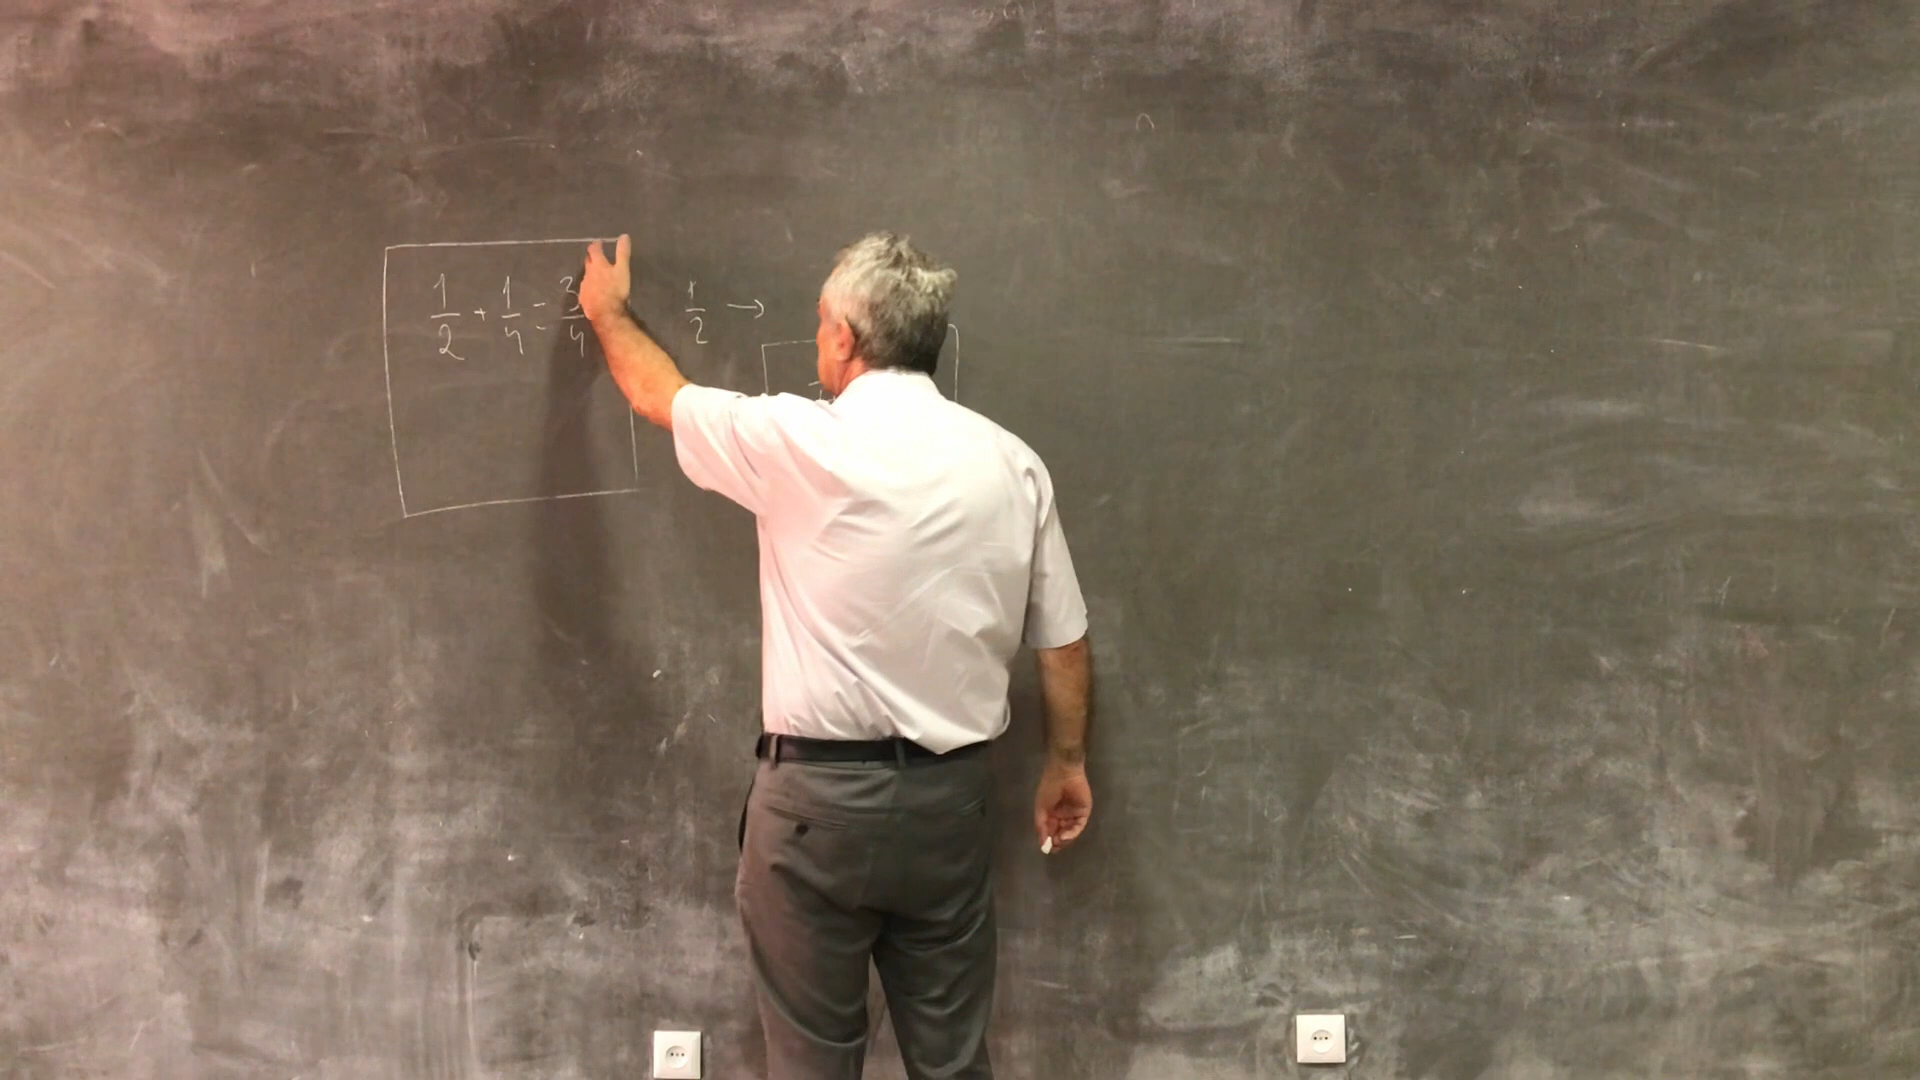 1/2 + 1/4 = 3/4
1/2 →